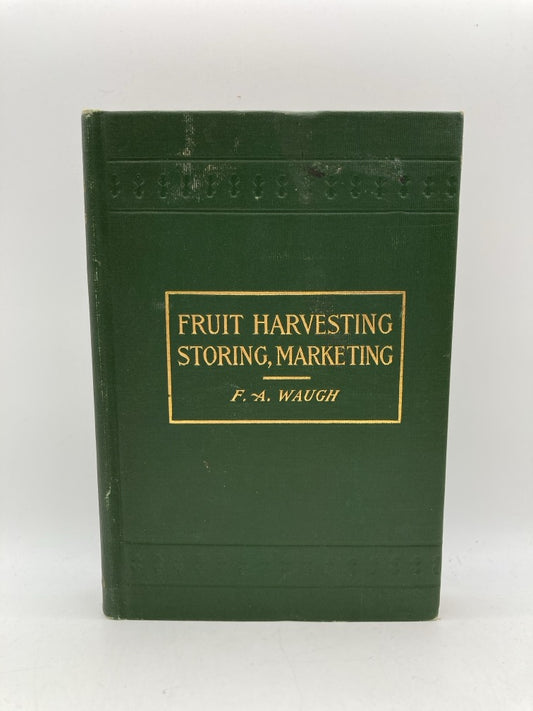 FRUIT HARVESTING
STORING, MARKETING
F. A. WAUGH